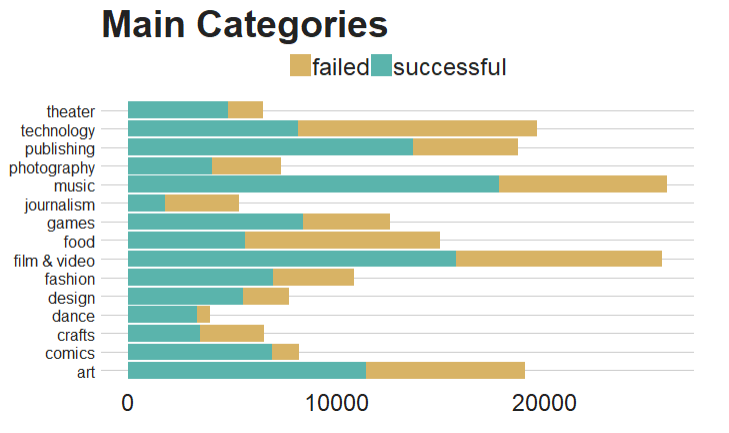 Main Categories
failed successful
theater
technology
publishing
photography
music
journalism
games
food
film & video
fashion
design
dance
crafts
comics
art
0 10000 20000